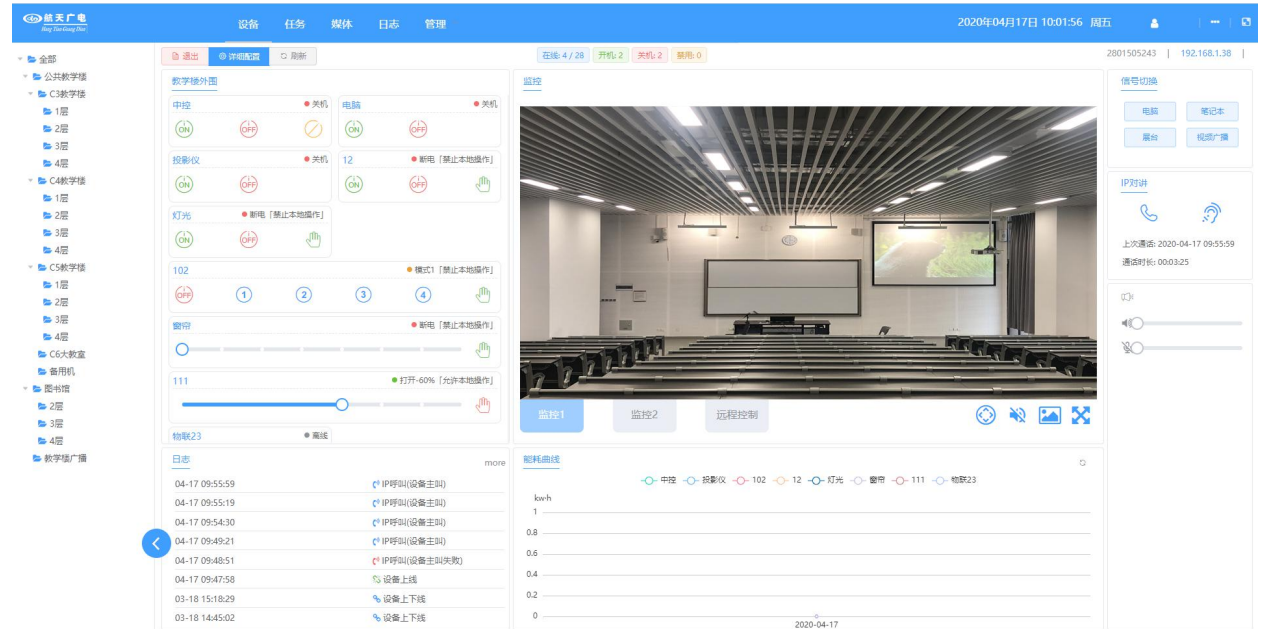 航天广电
Hang Tian Guang Dian
设备 任务 媒体 日志 管理
2020年04月17日 10:01:56 周五
全部
公共教学楼
C3教学楼
1层
2层
3层
4层
C4教学楼
1层
2层
3层
4层
C5教学楼
1层
2层
3层
4层
C6大教室
备用机
图书馆
2层
3层
4层
教学楼广播
退出 详细配置 刷新
在线: 4 / 28 开机: 2 关机: 2 禁用: 0
2801505243 | 192.168.1.38 |
教学楼外围
中控 关机
ON OFF
电脑 关机
ON OFF
投影仪 关机
ON OFF
12 断电「禁止本地操作」
ON OFF
灯光 断电「禁止本地操作」
ON OFF
102 模式1「禁止本地操作」
OFF 1 2 3 4
窗帘 断电「禁止本地操作」
111 打开-60%「允许本地操作」
物联23 离线
监控
监控1 监控2 远程控制
信号切换
电脑 笔记本
展台 视频广播
IP对讲
上次通话: 2020-04-17 09:55:59
通话时长: 00:03:25
日志 more
04-17 09:55:59 IP呼叫(设备主叫)
04-17 09:55:19 IP呼叫(设备主叫)
04-17 09:54:30 IP呼叫(设备主叫)
04-17 09:49:21 IP呼叫(设备主叫)
04-17 09:48:51 IP呼叫(设备主叫失败)
04-17 09:47:58 设备上线
03-18 15:18:29 设备上下线
03-18 14:45:02 设备上下线
能耗曲线
中控 投影仪 102 12 灯光 窗帘 111 物联23
kw·h
1
0.8
0.6
0.4
0.2
0
2020-04-17